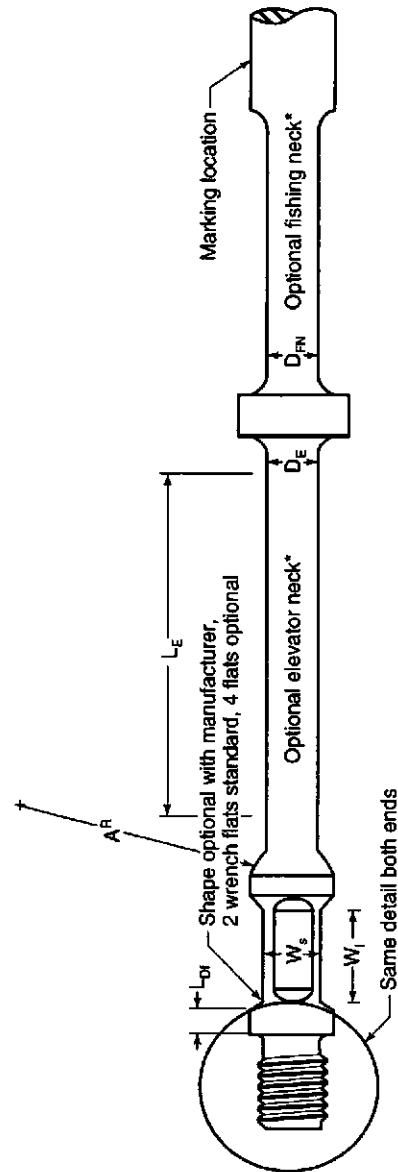 Marking location
Optional fishing neck*
D_FN
D_E
L_E
Optional elevator neck*
A^R
Shape optional with manufacturer,
2 wrench flats standard, 4 flats optional
L_Df
W_s
W_l
Same detail both ends